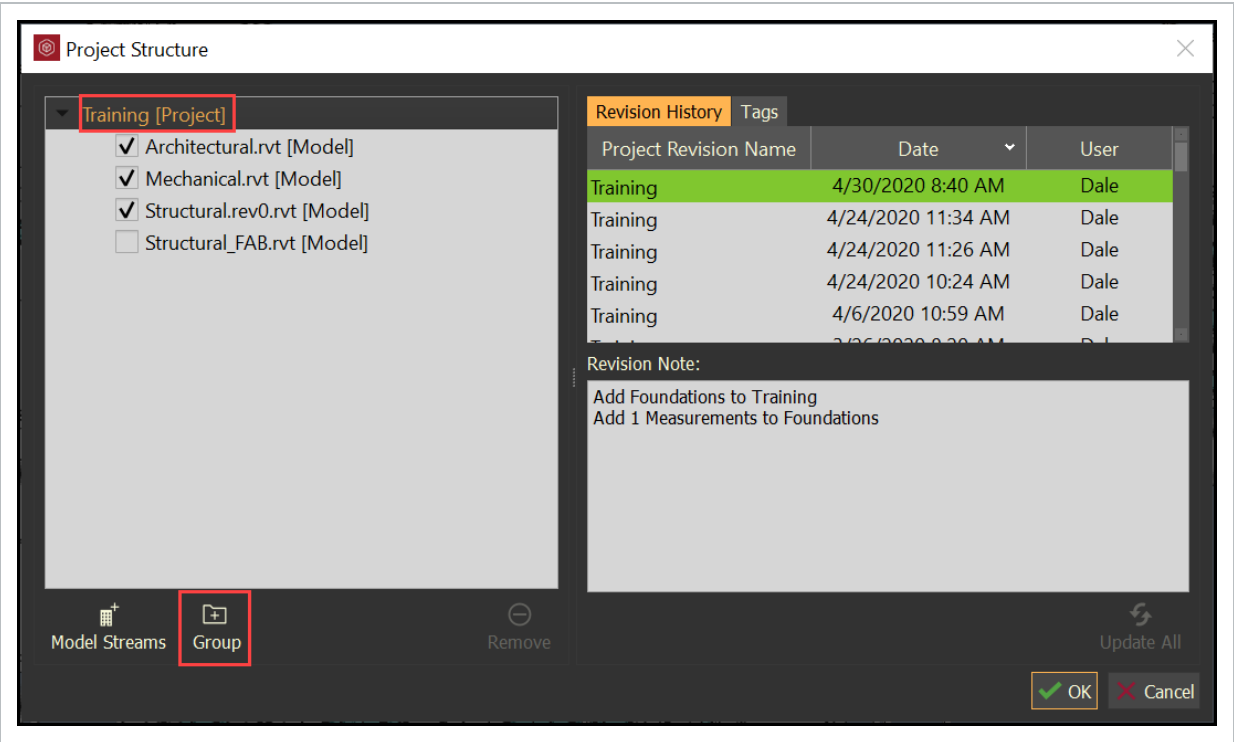 Project Structure
Training [Project]
Architectural.rvt [Model]
Mechanical.rvt [Model]
Structural.rev0.rvt [Model]
Structural_FAB.rvt [Model]
Model Streams
Group
Remove
Revision History Tags
Project Revision Name Date User
Training 4/30/2020 8:40 AM Dale
Training 4/24/2020 11:34 AM Dale
Training 4/24/2020 11:26 AM Dale
Training 4/24/2020 10:24 AM Dale
Training 4/6/2020 10:59 AM Dale
Revision Note:
Add Foundations to Training
Add 1 Measurements to Foundations
Update All
OK Cancel